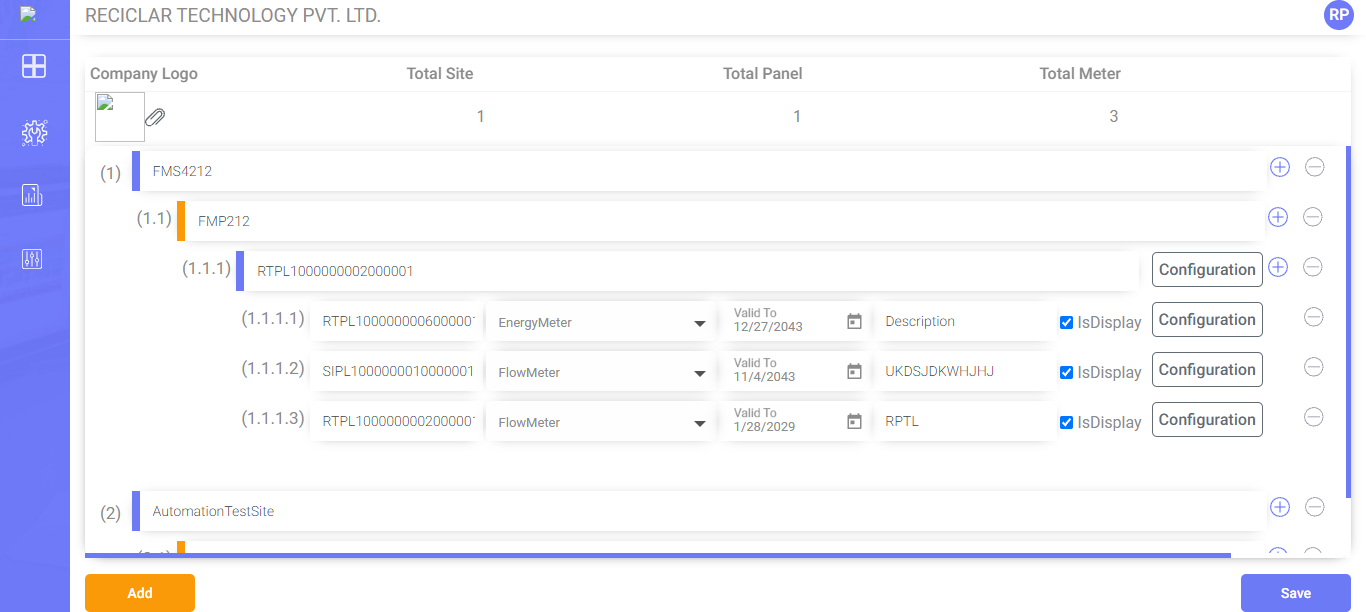 RECICLAR TECHNOLOGY PVT. LTD.
RP
Company Logo Total Site Total Panel Total Meter
1 1 3
(1) FMS4212
(1.1) FMP212
(1.1.1) RTPL1000000002000001 Configuration
(1.1.1.1) RTPL100000000600000 EnergyMeter Valid To 12/27/2043 Description IsDisplay Configuration
(1.1.1.2) SIPL1000000010000001 FlowMeter Valid To 11/4/2043 UKDSJDKWHJHJ IsDisplay Configuration
(1.1.1.3) RTPL100000000200000 FlowMeter Valid To 1/28/2029 RPTL IsDisplay Configuration
(2) AutomationTestSite
Add Save